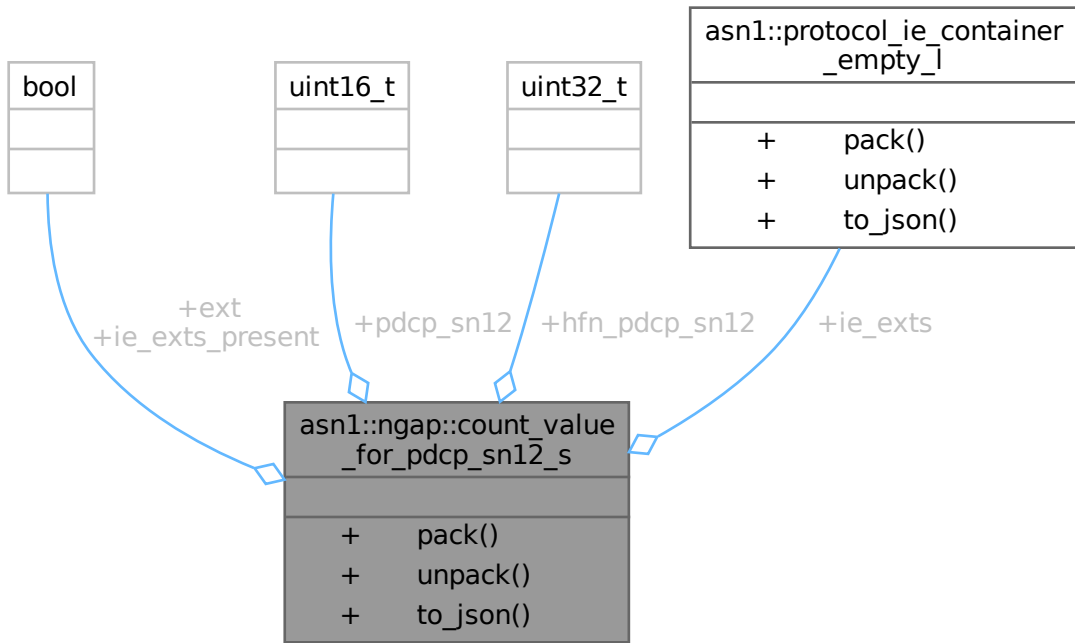 bool
uint16_t
uint32_t
asn1::protocol_ie_container
_empty_l
+ pack()
+ unpack()
+ to_json()
+ext
+ie_exts_present
+pdcp_sn12
+hfn_pdcp_sn12
+ie_exts
asn1::ngap::count_value
_for_pdcp_sn12_s
+ pack()
+ unpack()
+ to_json()